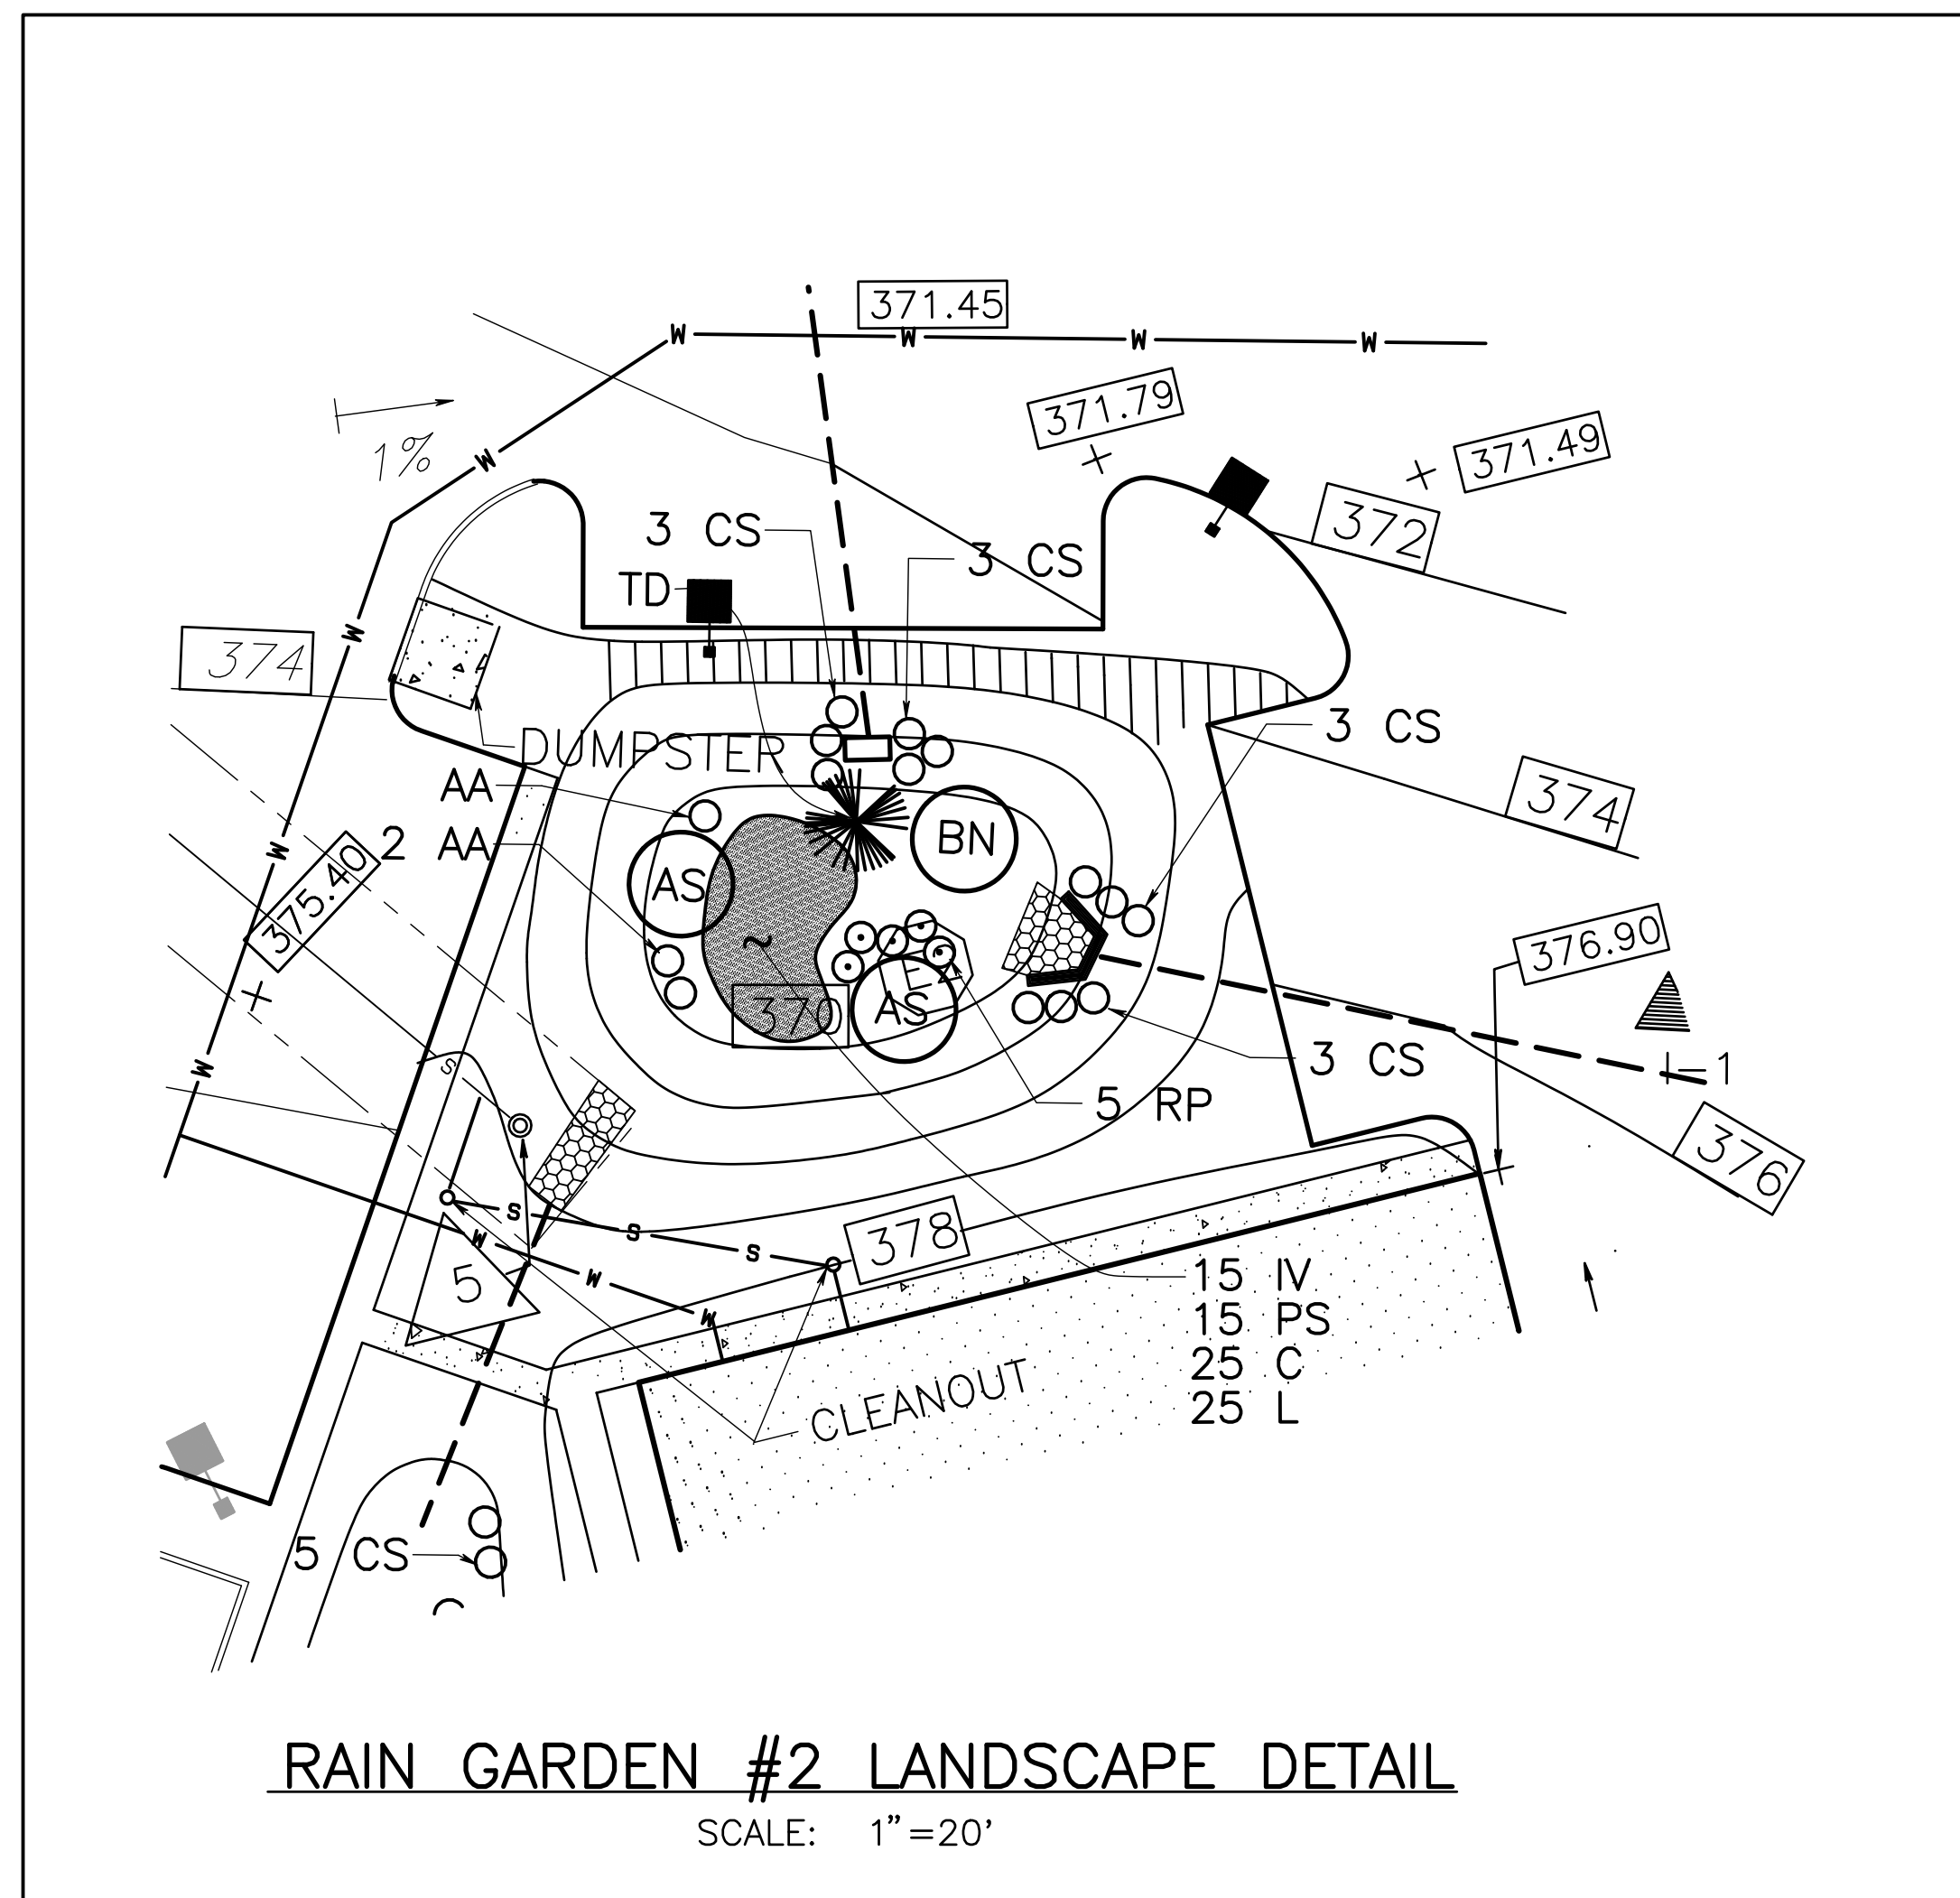 371.45
W W W W
371.79
371.49
1%
W
372
3 CS
3 CS
TD
W
374
3 CS
DUMPSTER
AA
374
BN
2 AA
W
375.40
AS
376.90
370
AS
E
3 CS
I-1
W
S
5 RP
376
S S S
378
W W W
5
15 IV
15 PS
25 C
25 L
CLEANOUT
5 CS
RAIN GARDEN #2 LANDSCAPE DETAIL
SCALE: 1"=20'